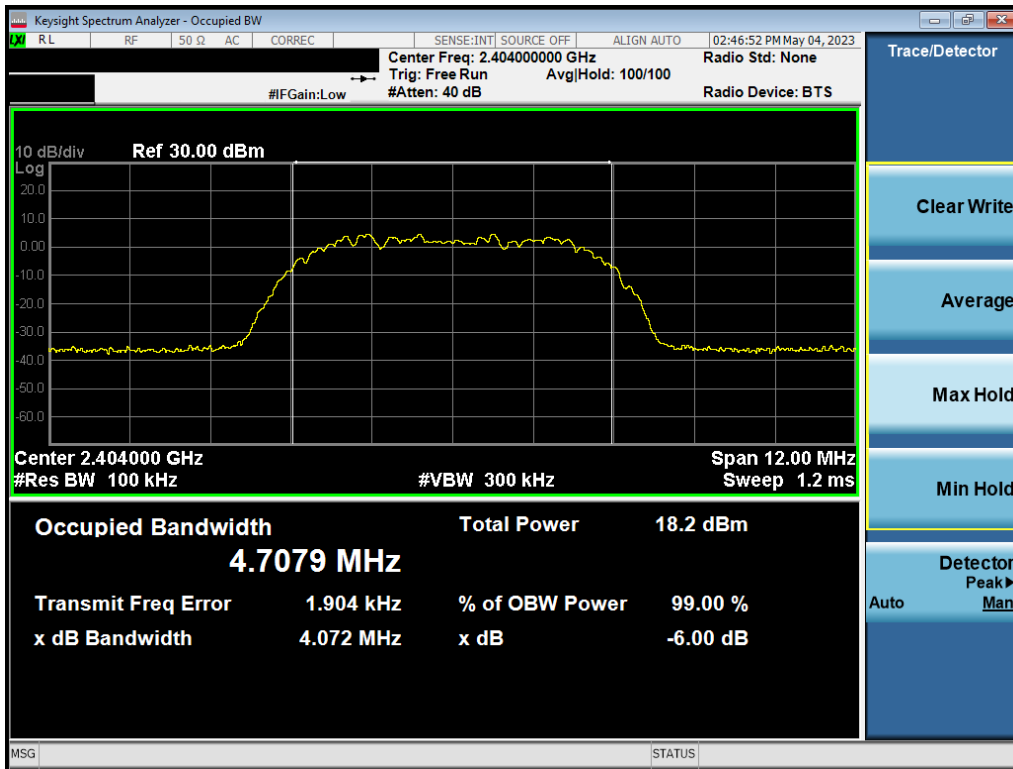 Keysight Spectrum Analyzer - Occupied BW
LXI RL RF 50 Ω AC CORREC SENSE:INT SOURCE OFF ALIGN AUTO 02:46:52 PM May 04, 2023
Center Freq: 2.404000000 GHz Radio Std: None
Trig: Free Run Avg|Hold: 100/100
#IFGain:Low #Atten: 40 dB Radio Device: BTS
Trace/Detector
10 dB/div Ref 30.00 dBm
Log
20.0
10.0
0.00
-10.0
-20.0
-30.0
-40.0
-50.0
-60.0
Center 2.404000 GHz Span 12.00 MHz
#Res BW 100 kHz #VBW 300 kHz Sweep 1.2 ms
Occupied Bandwidth Total Power 18.2 dBm
4.7079 MHz
Transmit Freq Error 1.904 kHz % of OBW Power 99.00 %
x dB Bandwidth 4.072 MHz x dB -6.00 dB
Clear Write
Average
Max Hold
Min Hold
Detector
Peak▶
Auto Man
MSG STATUS